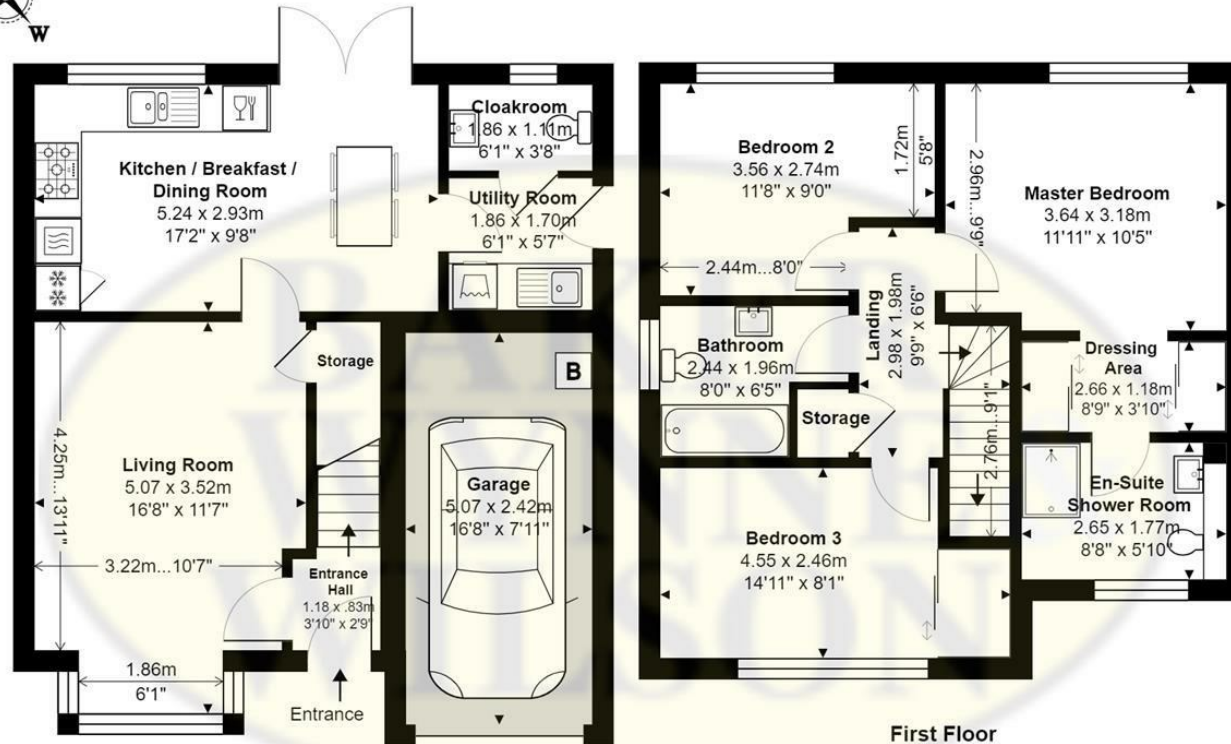 W
Kitchen / Breakfast /
Dining Room
5.24 x 2.93m
17'2" x 9'8"
Cloakroom
1.86 x 1.11m
6'1" x 3'8"
Utility Room
1.86 x 1.70m
6'1" x 5'7"
Storage
B
Living Room
5.07 x 3.52m
16'8" x 11'7"
4.25m... 13'11"
3.22m...10'7"
Entrance
Hall
1.18 x .83m
3'10" x 2'9"
Garage
5.07 x 2.42m
16'8" x 7'11"
1.86m
6'1"
Entrance
Bedroom 2
3.56 x 2.74m
11'8" x 9'0"
1.72m
5'8"
2.44m...8'0"
2.96m...9'9"
Master Bedroom
3.64 x 3.18m
11'11" x 10'5"
Landing
2.98 x 1.98m
9'9" x 6'6"
Bathroom
2.44 x 1.96m
8'0" x 6'5"
Storage
2.76m...9'1"
Dressing
Area
2.66 x 1.18m
8'9" x 3'10"
En-Suite
Shower Room
2.65 x 1.77m
8'8" x 5'10"
Bedroom 3
4.55 x 2.46m
14'11" x 8'1"
First Floor
BAKER
WYNNE
WILSON